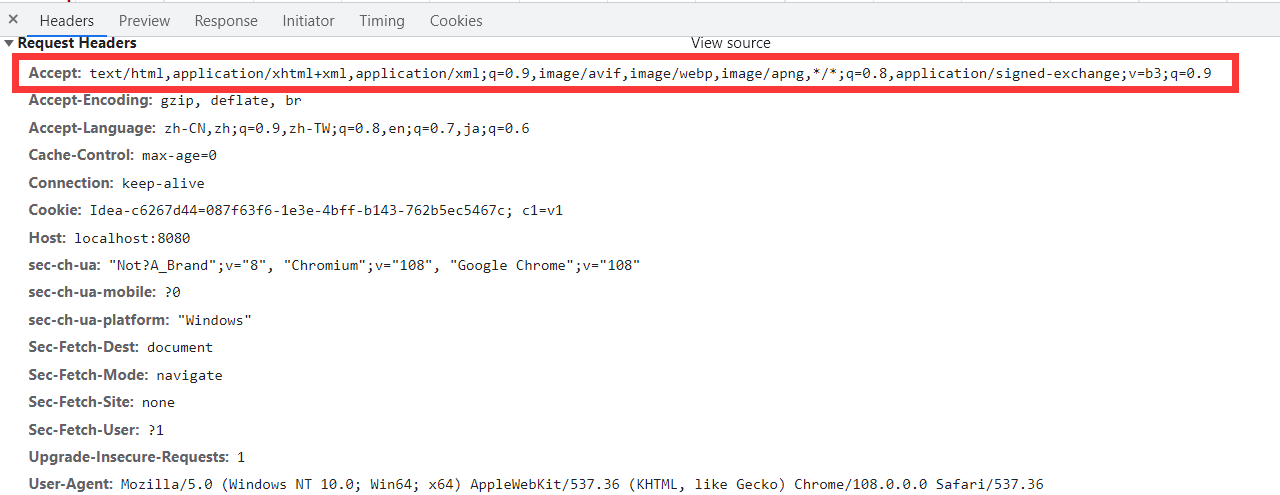 × Headers Preview Response Initiator Timing Cookies
▼ Request Headers View source
Accept: text/html,application/xhtml+xml,application/xml;q=0.9,image/avif,image/webp,image/apng,*/*;q=0.8,application/signed-exchange;v=b3;q=0.9
Accept-Encoding: gzip, deflate, br
Accept-Language: zh-CN,zh;q=0.9,zh-TW;q=0.8,en;q=0.7,ja;q=0.6
Cache-Control: max-age=0
Connection: keep-alive
Cookie: Idea-c6267d44=087f63f6-1e3e-4bff-b143-762b5ec5467c; c1=v1
Host: localhost:8080
sec-ch-ua: "Not?A_Brand";v="8", "Chromium";v="108", "Google Chrome";v="108"
sec-ch-ua-mobile: ?0
sec-ch-ua-platform: "Windows"
Sec-Fetch-Dest: document
Sec-Fetch-Mode: navigate
Sec-Fetch-Site: none
Sec-Fetch-User: ?1
Upgrade-Insecure-Requests: 1
User-Agent: Mozilla/5.0 (Windows NT 10.0; Win64; x64) AppleWebKit/537.36 (KHTML, like Gecko) Chrome/108.0.0.0 Safari/537.36